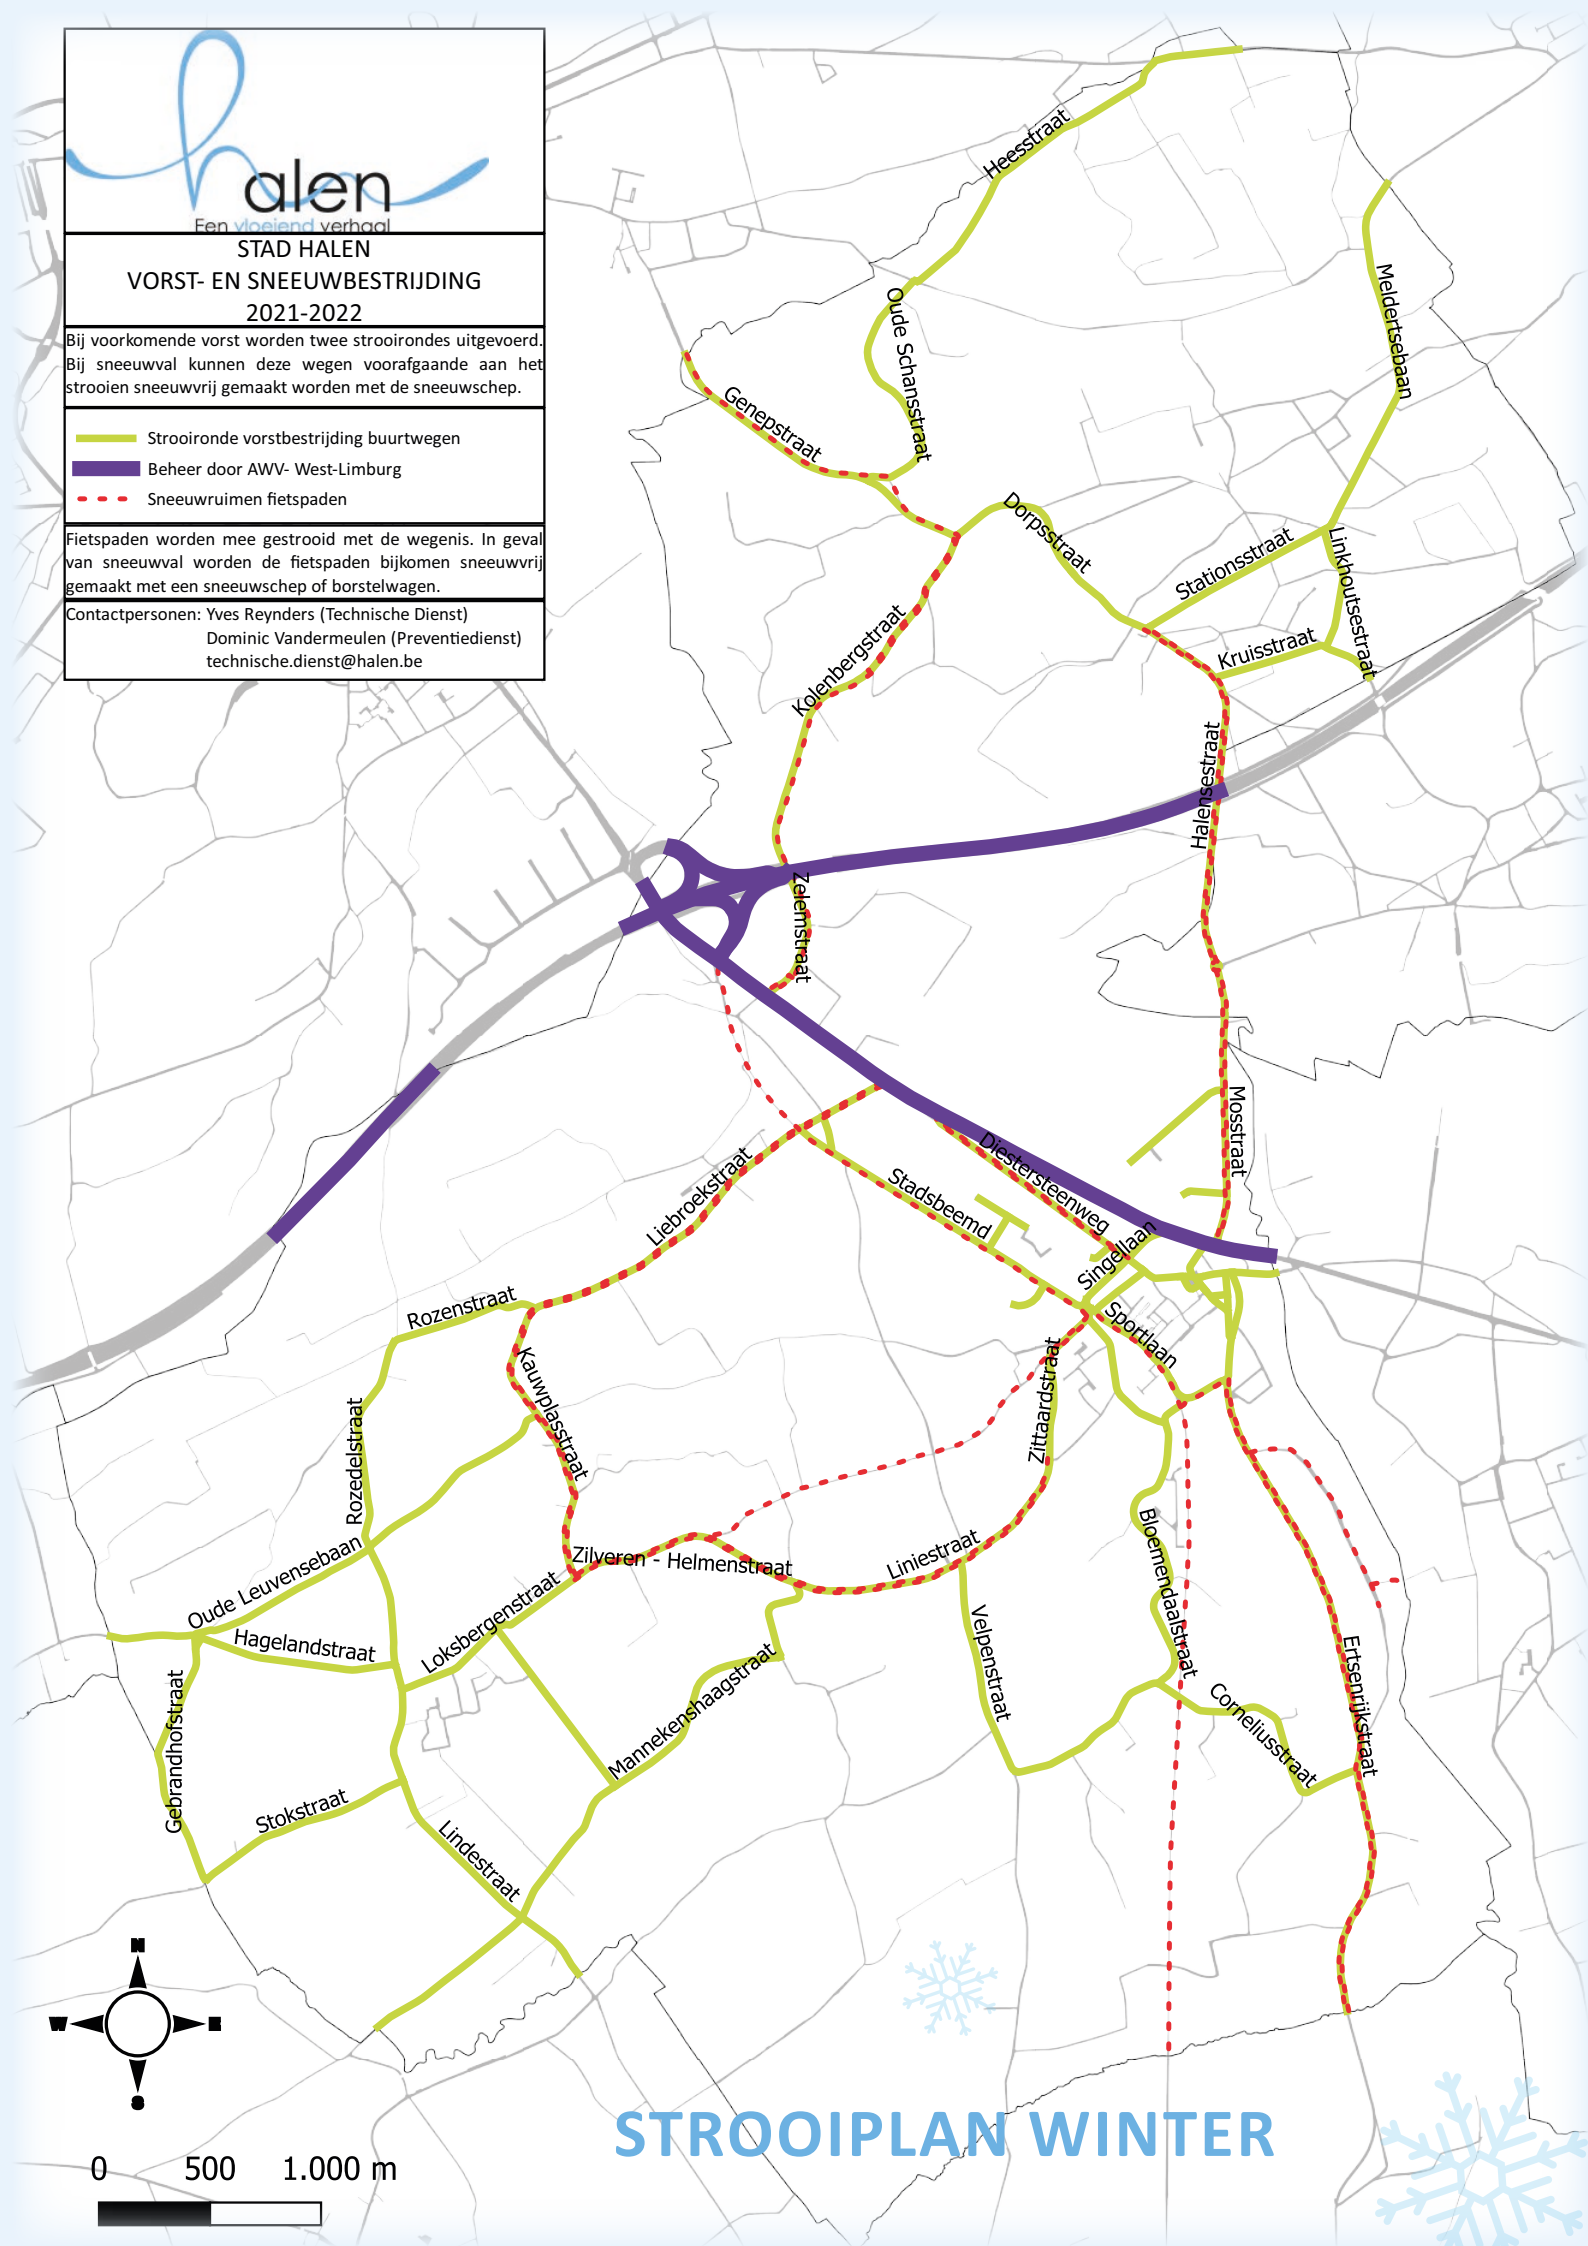 halen
Een vloeiend verhaal
STAD HALEN
VORST- EN SNEEUWBESTRIJDING
2021-2022
Bij voorkomende vorst worden twee strooirondes uitgevoerd.
Bij sneeuwval kunnen deze wegen voorafgaande aan het
strooien sneeuwvrij gemaakt worden met de sneeuwschep.
Strooironde vorstbestrijding buurtwegen
Beheer door AWV- West-Limburg
Sneeuwruimen fietspaden
Fietspaden worden mee gestrooid met de wegenis. In geval
van sneeuwval worden de fietspaden bijkomen sneeuwvrij
gemaakt met een sneeuwschep of borstelwagen.
Contactpersonen: Yves Reynders (Technische Dienst)
Dominic Vandermeulen (Preventiedienst)
technische.dienst@halen.be
Heesstraat
Meldertsebaan
Oude Schansstraat
Genepstraat
Dorpsstraat
Stationsstraat
Linkhoutsestraat
Kruisstraat
Kolenbergstraat
Halensestraat
Zelemstraat
Mosstraat
Diestersteenweg
Stadsbeemd
Singellaan
Liebroekstraat
Sportlaan
Rozenstraat
Kauwplasstraat
Zittaardstraat
Rozedelstraat
Oude Leuvensebaan
Zilveren - Helmenstraat
Liniestraat
Bloemendaalstraat
Hagelandstraat
Loksbergenstraat
Velpenstraat
Ertsenrijkstraat
Gebrandhofstraat
Mannekenshaagstraat
Corneliusstraat
Stokstraat
Lindestraat
N
W
E
S
STROOIPLAN WINTER
0 500 1.000 m